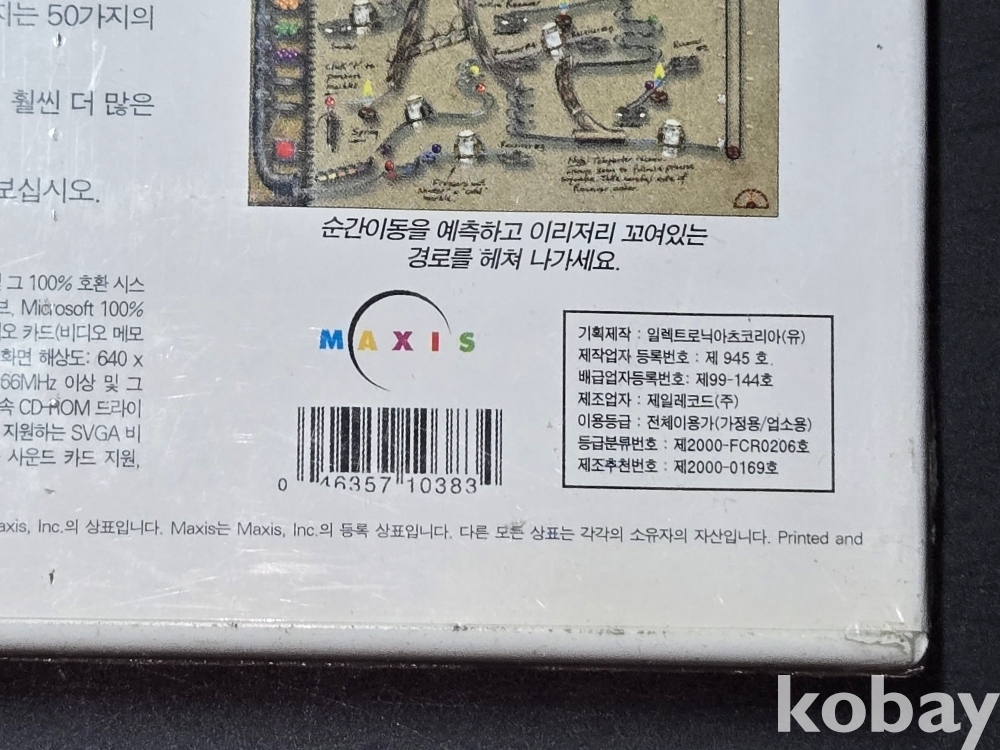 지는 50가지의
훨씬 더 많은
보십시오.
Click "t" to
Spring
순간이동을 예측하고 이리저리 꼬여있는
경로를 헤쳐 나가세요.
그 100% 호환 시스
브, Microsoft 100%
오 카드(비디오 메모
화면 해상도: 640 x
66MHz 이상 및 그
속 CD-ROM 드라이
지원하는 SVGA 비
사운드 카드 지원,
MAXIS
0 46357 10383
기획제작 : 일렉트로닉아츠코리아(유)
제작업자 등록번호 : 제 945 호.
배급업자등록번호: 제99-144호
제조업자 : 제일레코드(주)
이용등급 : 전체이용가(가정용/업소용)
등급분류번호 : 제2000-FCR0206호
제조추천번호 : 제2000-0169호
axis, Inc.의 상표입니다. Maxis는 Maxis, Inc.의 등록 상표입니다. 다른 모든 상표는 각각의 소유자의 자산입니다. Printed and
kobay